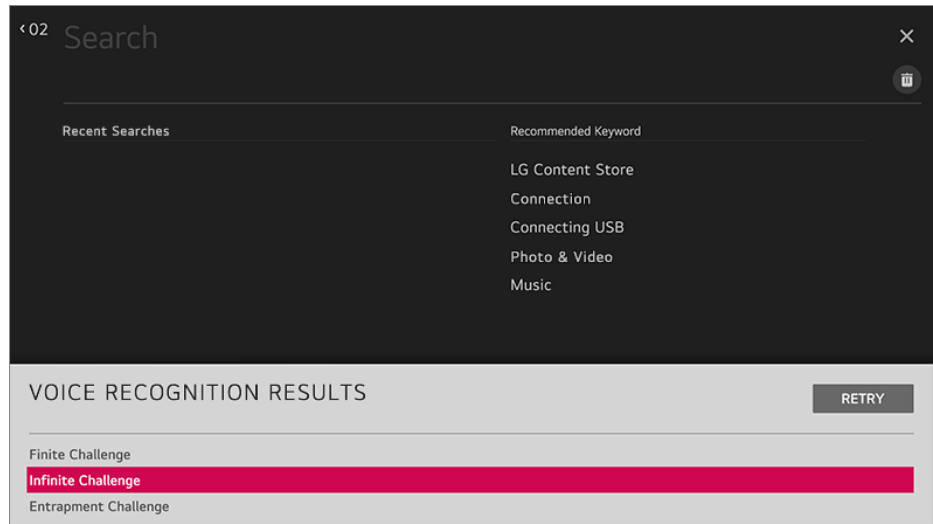 ‹02
Search
Recent Searches
Recommended Keyword
LG Content Store
Connection
Connecting USB
Photo & Video
Music
VOICE RECOGNITION RESULTS
RETRY
Finite Challenge
Infinite Challenge
Entrapment Challenge